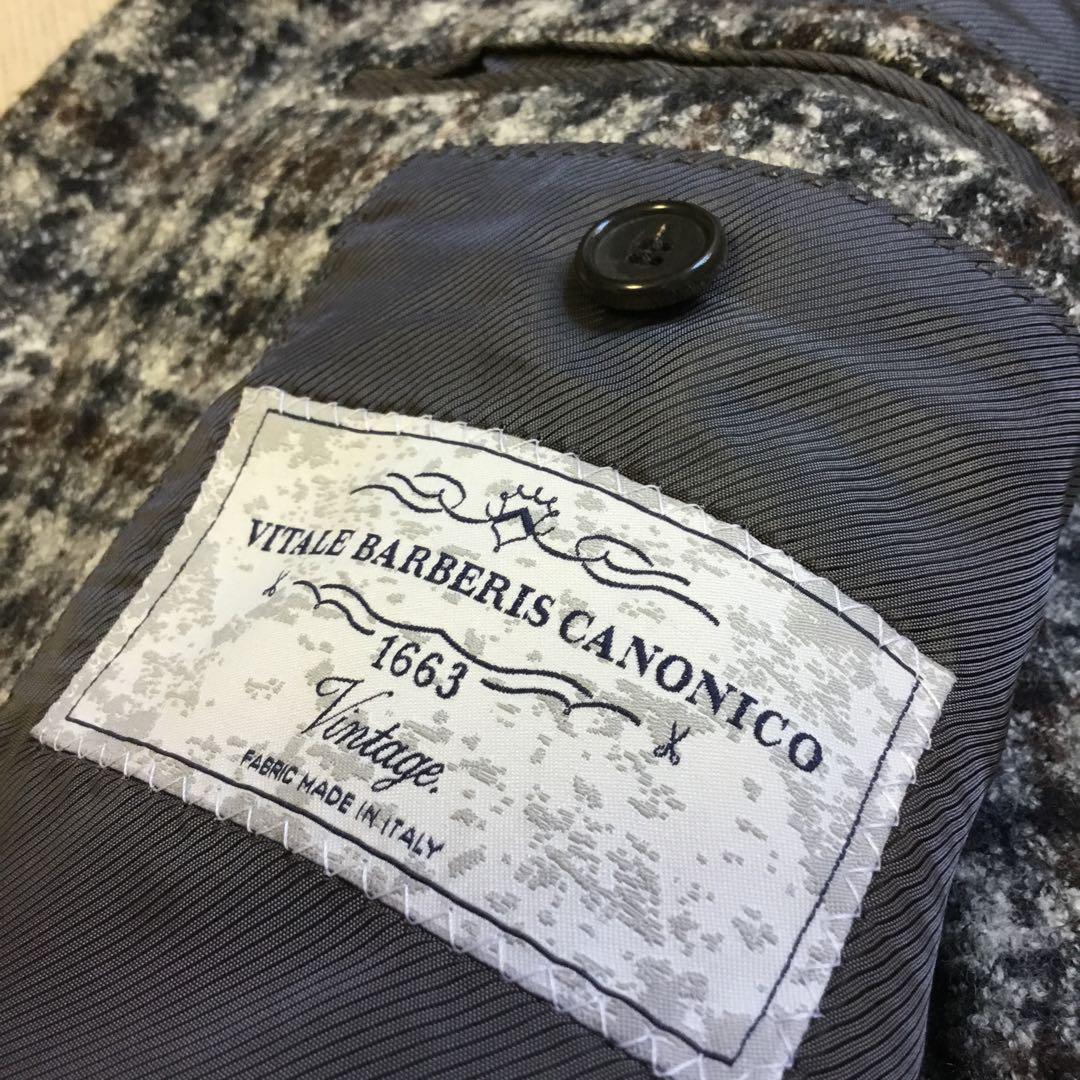 VITALE BARBERIS CANONICO
1663
Vintage.
FABRIC MADE IN ITALY